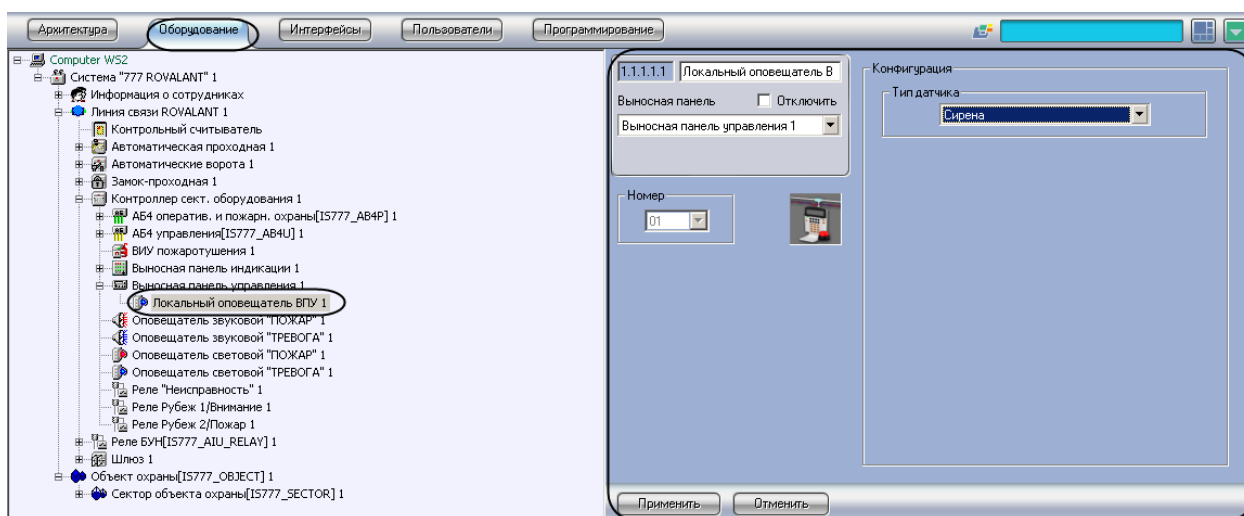 Архитектура Оборудование Интерфейсы Пользователи Программирование
Computer WS2
Система "777 ROVALANT" 1
Информация о сотрудниках
Линия связи ROVALANT 1
Контрольный считыватель
Автоматическая проходная 1
Автоматические ворота 1
Замок-проходная 1
Контроллер сект. оборудования 1
АБ4 оператив. и пожарн. охраны[IS777_AB4P] 1
АБ4 управления[IS777_AB4U] 1
ВИУ пожаротушения 1
Выносная панель индикации 1
Выносная панель управления 1
Локальный оповещатель ВПУ 1
Оповещатель звуковой "ПОЖАР" 1
Оповещатель звуковой "ТРЕВОГА" 1
Оповещатель световой "ПОЖАР" 1
Оповещатель световой "ТРЕВОГА" 1
Реле "Неисправность" 1
Реле Рубеж 1/Внимание 1
Реле Рубеж 2/Пожар 1
Реле БУН[IS777_AIU_RELAY] 1
Шлюз 1
Объект охраны[IS777_OBJECT] 1
Сектор объекта охраны[IS777_SECTOR] 1
1.1.1.1.1 Локальный оповещатель В
Выносная панель Отключить
Выносная панель управления 1
Номер
01
Конфигурация
Тип датчика
Сирена
Применить Отменить